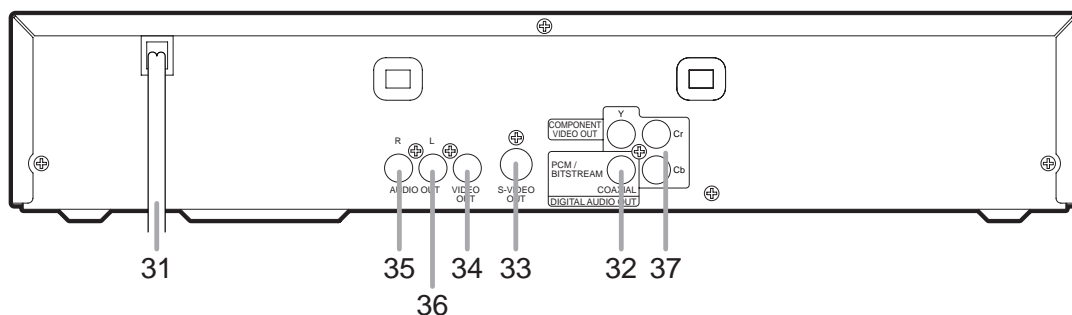 Y
COMPONENT
VIDEO OUT
Cr
R
L
PCM /
BITSTREAM
Cb
AUDIO OUT
VIDEO
OUT
S-VIDEO
OUT
COAXIAL
DIGITAL AUDIO OUT
31
35
34
33
32
37
36